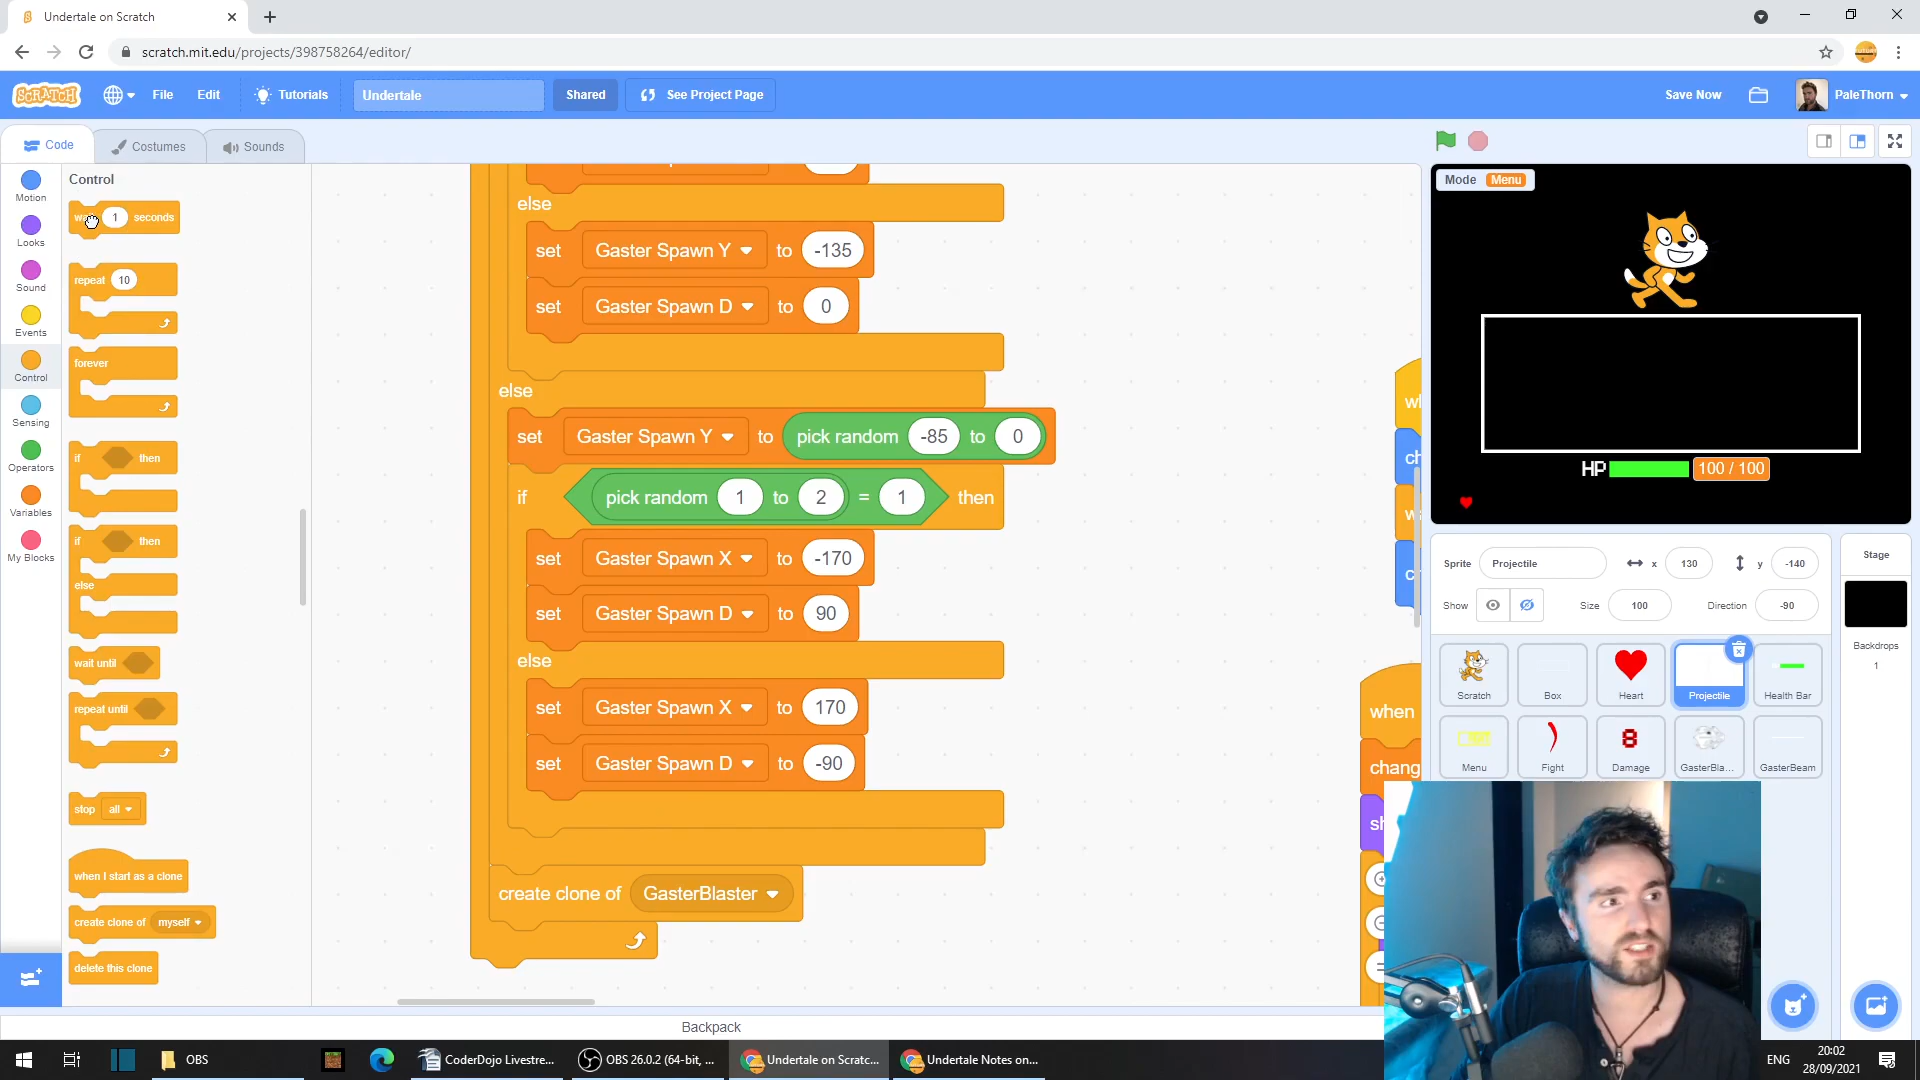 Undertale on Scratch
scratch.mit.edu/projects/398758264/editor/
SCRATCH
File
Edit
Tutorials
Undertale
Shared
See Project Page
Save Now
PaleThorn
Code
Costumes
Sounds
Motion
Looks
Sound
Events
Control
Sensing
Operators
Variables
My Blocks
Control
1 seconds
repeat 10
forever
if then
if then
else
wait until
repeat until
stop all
when I start as a clone
create clone of myself
delete this clone
else
set Gaster Spawn Y to -135
set Gaster Spawn D to 0
else
set Gaster Spawn Y to pick random -85 to 0
if pick random 1 to 2 = 1 then
set Gaster Spawn X to -170
set Gaster Spawn D to 90
else
set Gaster Spawn X to 170
set Gaster Spawn D to -90
create clone of GasterBlaster
when
chang
Mode Menu
HP 100 / 100
Sprite Projectile x 130 y -140
Show Size 100 Direction -90
Scratch
Box
Heart
Projectile
Health Bar
Menu
Fight
8
Damage
GasterBla...
GasterBeam
Stage
Backdrops
1
Backpack
OBS
CoderDojo Livestre...
OBS 26.0.2 (64-bit, ...
Undertale on Scratc...
Undertale Notes on...
ENG
20:02
28/09/2021